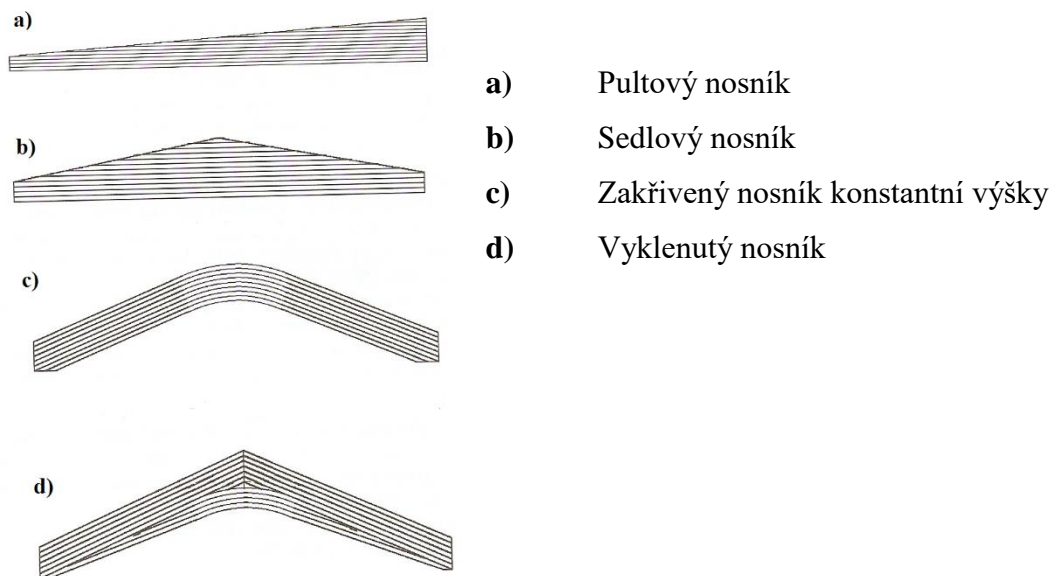 a)
b)
c)
d)
a) Pultový nosník
b) Sedlový nosník
c) Zakřivený nosník konstantní výšky
d) Vyklenutý nosník